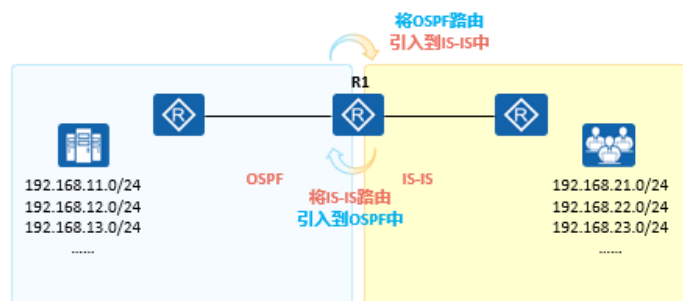 将OSPF路由
引入到IS-IS中
R1
R
R
R
OSPF
IS-IS
将IS-IS路由
引入到OSPF中
192.168.11.0/24
192.168.12.0/24
192.168.13.0/24
……
192.168.21.0/24
192.168.22.0/24
192.168.23.0/24
……